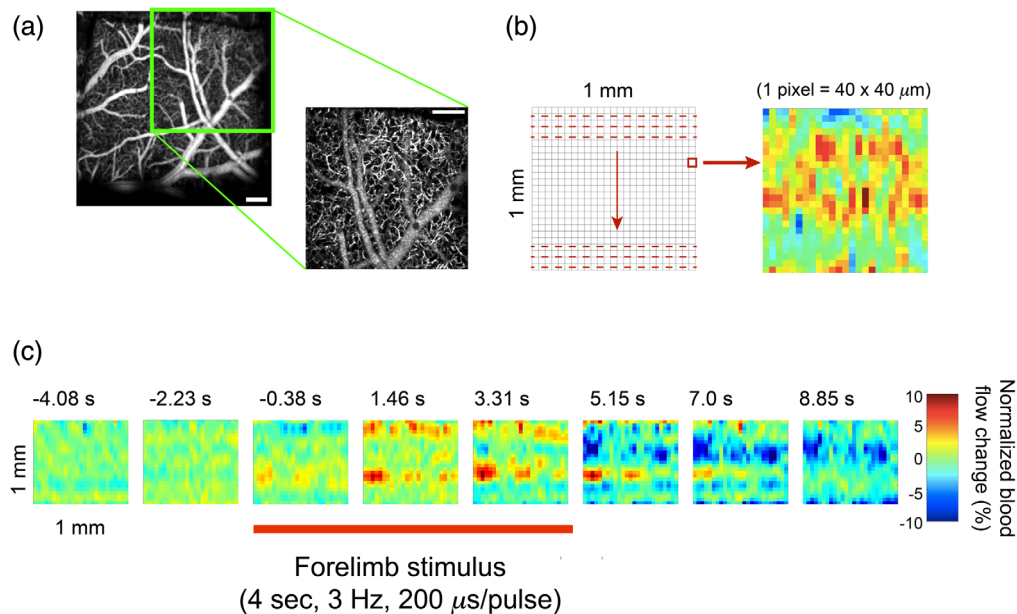 (a)
(b)
1 mm
(1 pixel = 40 x 40 μm)
1 mm
(c)
-4.08 s
-2.23 s
-0.38 s
1.46 s
3.31 s
5.15 s
7.0 s
8.85 s
1 mm
10
5
0
-5
-10
Normalized blood
flow change (%)
1 mm
Forelimb stimulus
(4 sec, 3 Hz, 200 μs/pulse)